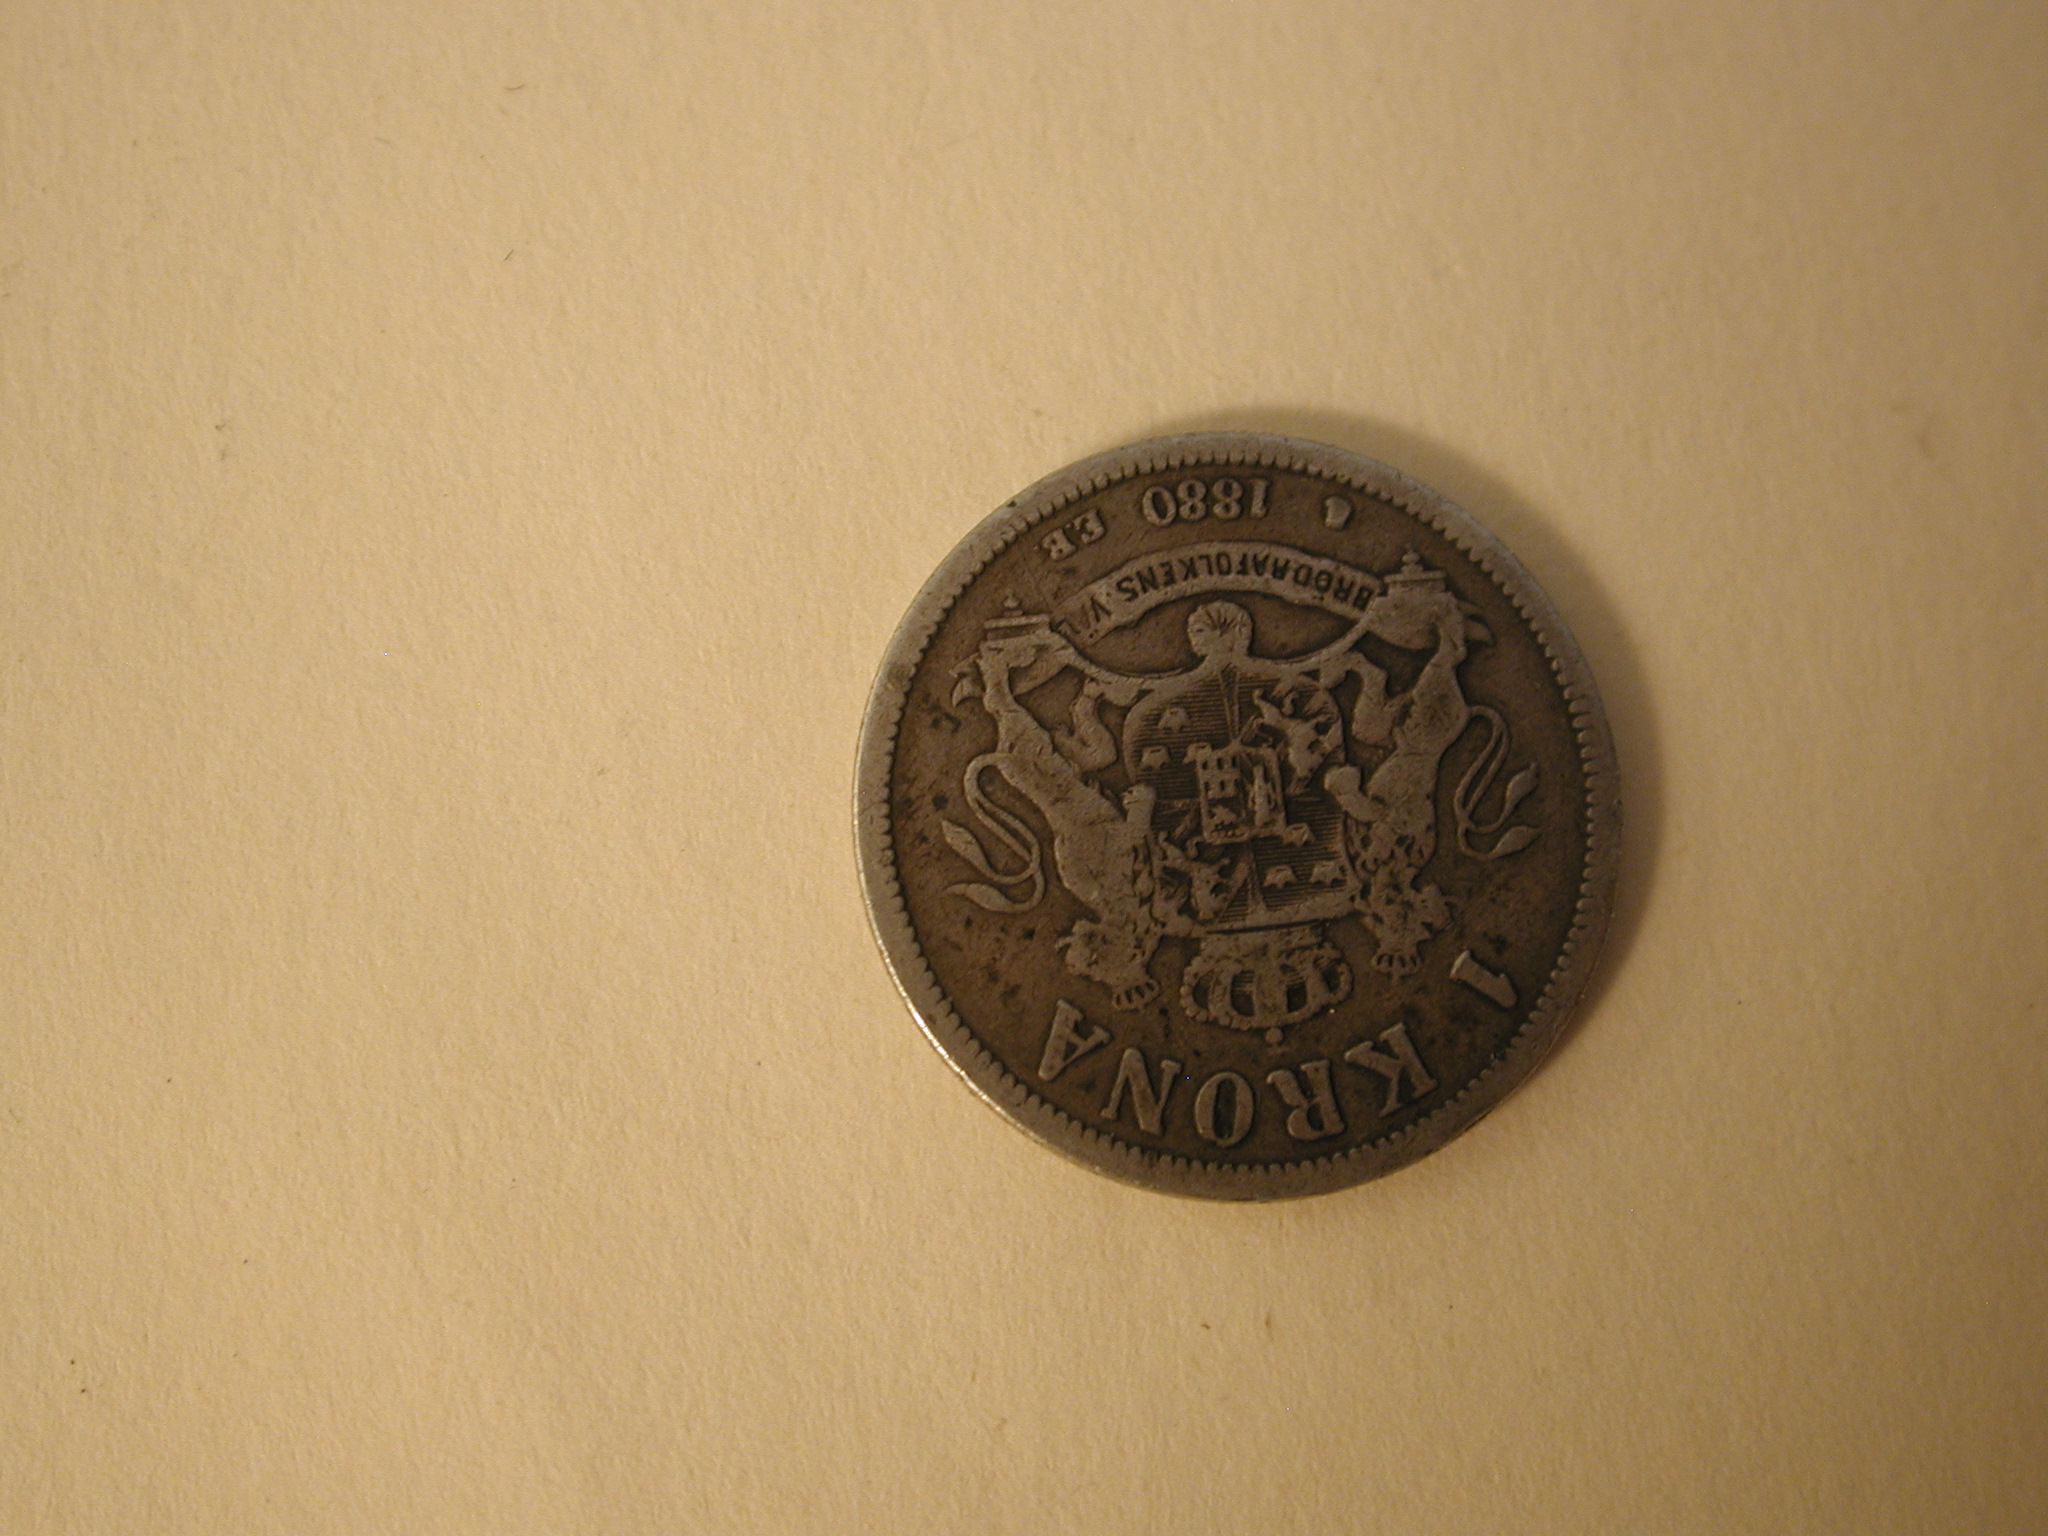 1 KRONA
BRÖDRAFOLKENS VÄL
1880 E.B.